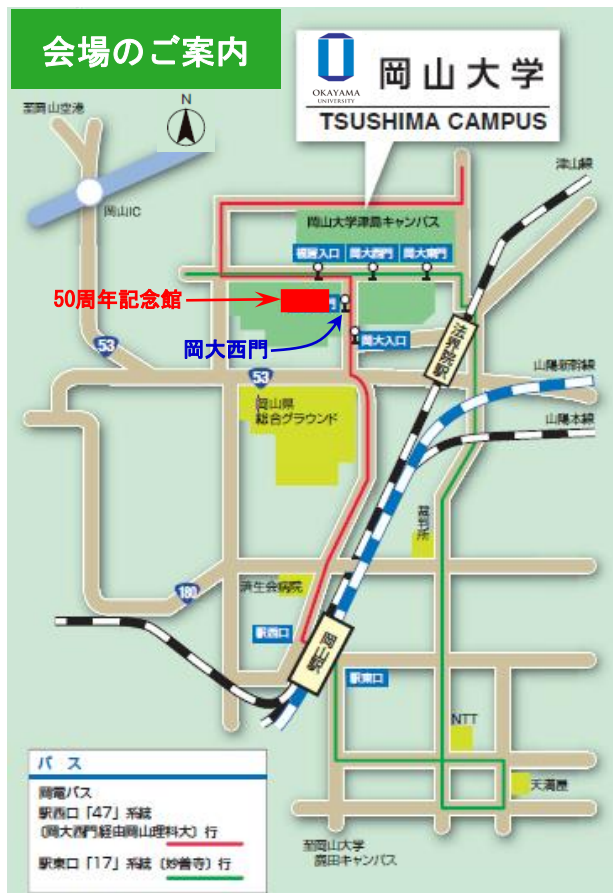 会場のご案内
OKAYAMA
UNIVERSITY
岡山大学
TSUSHIMA CAMPUS
N
至岡山空港
岡山IC
津山線
岡山大学津島キャンパス
福居入口
岡大西門
岡大東門
50周年記念館
門
岡大西門
岡大入口
法界院駅
53
53
山陽新幹線
山陽本線
岡山県
総合グラウンド
裁判所
180
済生会病院
駅西口
岡山駅
駅東口
NTT
天満屋
バス
岡電バス
駅西口「47」系統
〔岡大西門経由岡山理科大〕行
駅東口「17」系統〔妙善寺〕行
至岡山大学
鹿田キャンパス